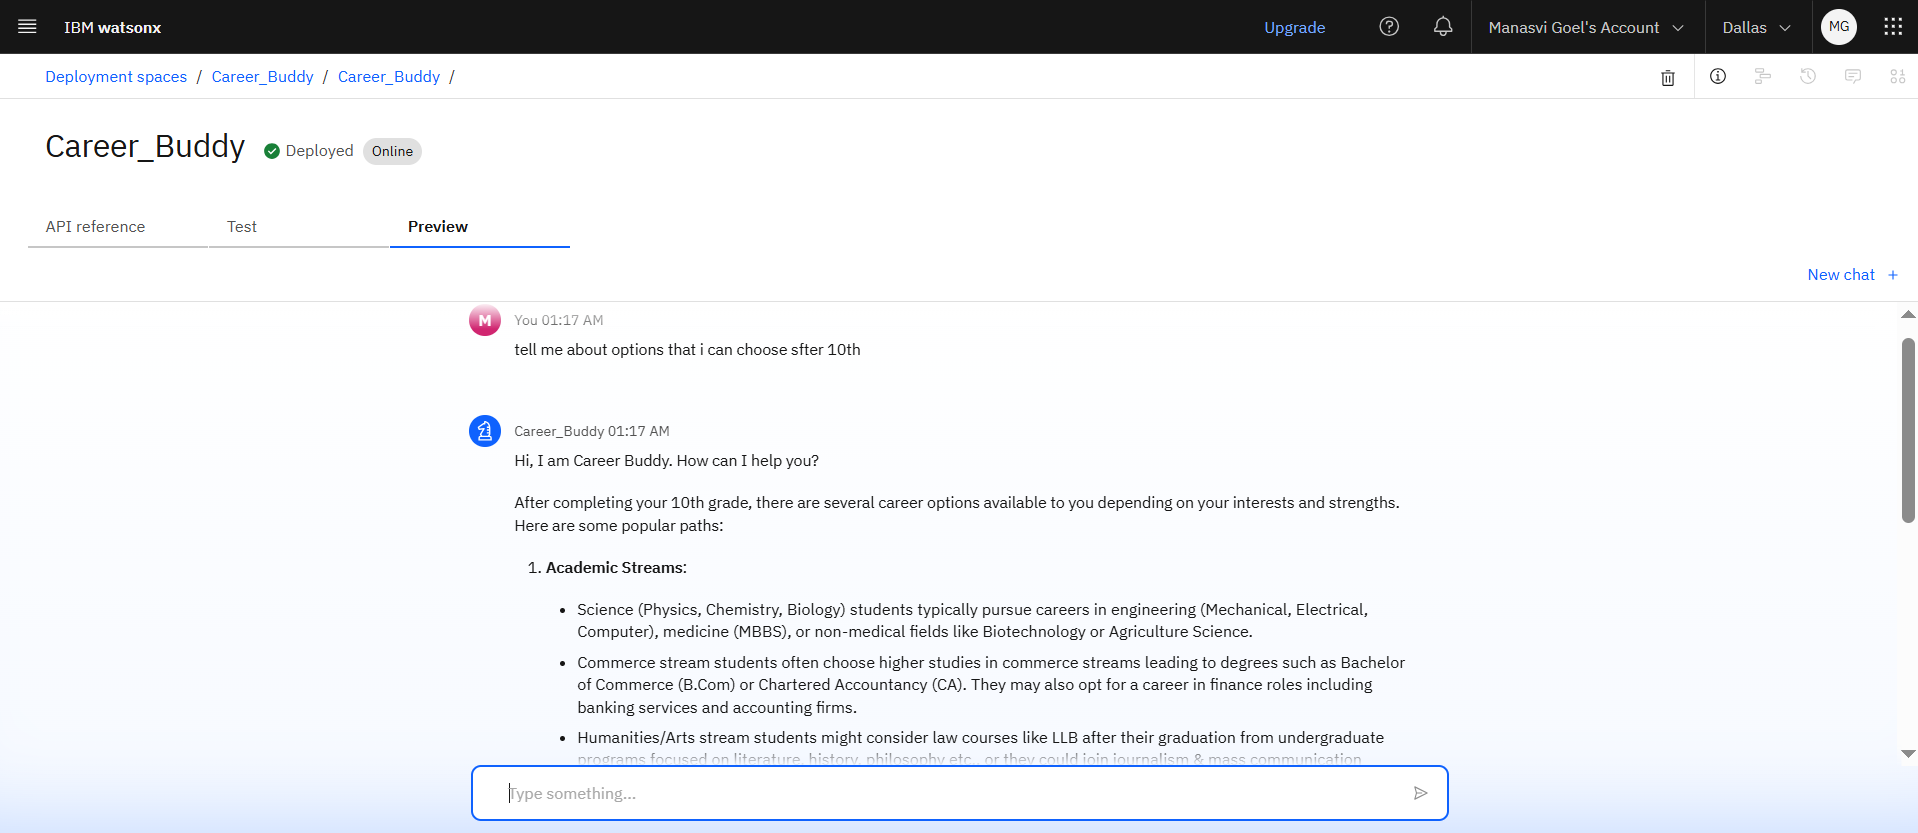 IBM watsonx
Upgrade
Manasvi Goel's Account
Dallas
MG
Deployment spaces / Career_Buddy / Career_Buddy /
Career_Buddy
Deployed
Online
API reference
Test
Preview
New chat +
M
You 01:17 AM
tell me about options that i can choose sfter 10th
Career_Buddy 01:17 AM
Hi, I am Career Buddy. How can I help you?
After completing your 10th grade, there are several career options available to you depending on your interests and strengths.
Here are some popular paths:
1. Academic Streams:
• Science (Physics, Chemistry, Biology) students typically pursue careers in engineering (Mechanical, Electrical,
Computer), medicine (MBBS), or non-medical fields like Biotechnology or Agriculture Science.
• Commerce stream students often choose higher studies in commerce streams leading to degrees such as Bachelor
of Commerce (B.Com) or Chartered Accountancy (CA). They may also opt for a career in finance roles including
banking services and accounting firms.
• Humanities/Arts stream students might consider law courses like LLB after their graduation from undergraduate
programs focused on literature, history, philosophy etc., or they could join journalism & mass communication
Type something...